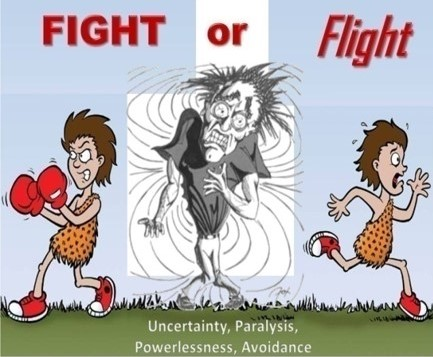 FIGHT or Flight
Uncertainty, Paralysis,
Powerlessness, Avoidance